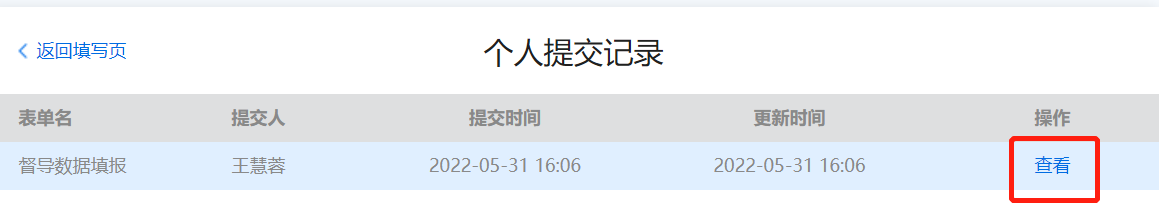 返回填写页
个人提交记录
表单名 提交人 提交时间 更新时间 操作
督导数据填报 王慧蓉 2022-05-31 16:06 2022-05-31 16:06 查看